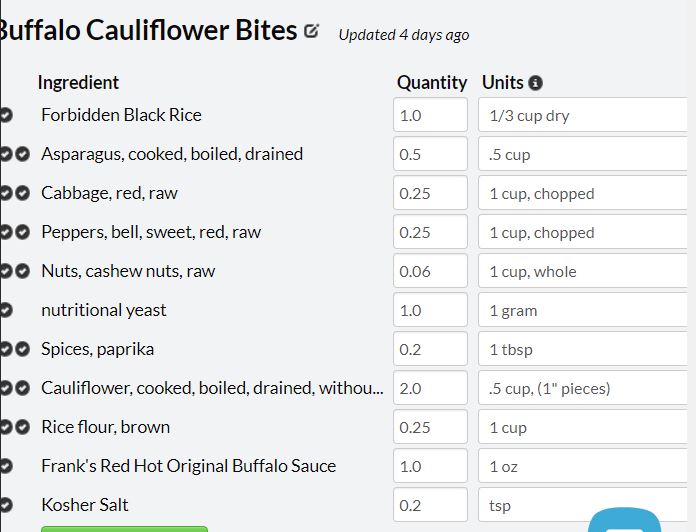 Buffalo Cauliflower Bites Updated 4 days ago
Ingredient Quantity Units
Forbidden Black Rice 1.0 1/3 cup dry
Asparagus, cooked, boiled, drained 0.5 .5 cup
Cabbage, red, raw 0.25 1 cup, chopped
Peppers, bell, sweet, red, raw 0.25 1 cup, chopped
Nuts, cashew nuts, raw 0.06 1 cup, whole
nutritional yeast 1.0 1 gram
Spices, paprika 0.2 1 tbsp
Cauliflower, cooked, boiled, drained, withou... 2.0 .5 cup, (1" pieces)
Rice flour, brown 0.25 1 cup
Frank's Red Hot Original Buffalo Sauce 1.0 1 oz
Kosher Salt 0.2 tsp